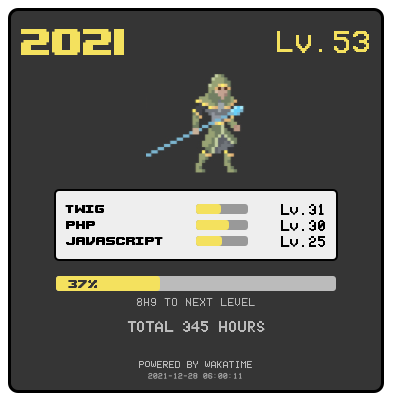 2021 Lv.53
TWIG Lv.31
PHP Lv.30
JAVASCRIPT Lv.25
37%
8H9 TO NEXT LEVEL
TOTAL 345 HOURS
POWERED BY WAKATIME
2021-12-28 06:00:11